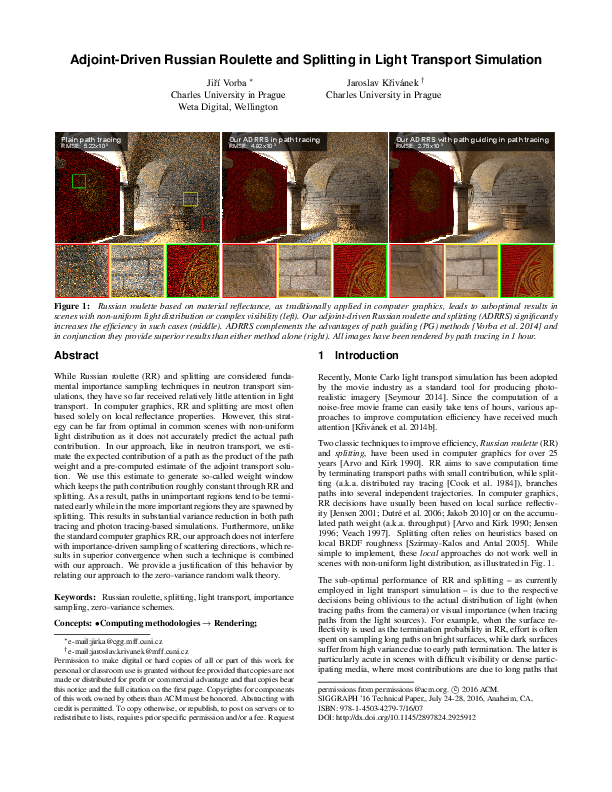 Adjoint-Driven Russian Roulette and Splitting in Light Transport Simulation
Jiří Vorba *
Charles University in Prague
Weta Digital, Wellington
Jaroslav Křivánek †
Charles University in Prague
Plain path tracing
Our ADRRS in path tracing
Our ADRRS with path guiding in path tracing
Figure 1: Russian roulette based on material reflectance, as traditionally applied in computer graphics, leads to suboptimal results in
scenes with non-uniform light distribution or complex visibility (left). Our adjoint-driven Russian roulette and splitting (ADRRS) significantly
increases the efficiency in such cases (middle). ADRRS complements the advantages of path guiding (PG) methods [Vorba et al. 2014] and
in conjunction they provide superior results than either method alone (right). All images have been rendered by path tracing in 1 hour.
Abstract
While Russian roulette (RR) and splitting are considered funda-
mental importance sampling techniques in neutron transport sim-
ulations, they have so far received relatively little attention in light
transport. In computer graphics, RR and splitting are most often
based solely on local reflectance properties. However, this strat-
egy can be far from optimal in common scenes with non-uniform
light distribution as it does not accurately predict the actual path
contribution. In our approach, like in neutron transport, we esti-
mate the expected contribution of a path as the product of the path
weight and a pre-computed estimate of the adjoint transport solu-
tion. We use this estimate to generate so-called weight window
which keeps the path contribution roughly constant through RR and
splitting. As a result, paths in unimportant regions tend to be termi-
nated early while in the more important regions they are spawned by
splitting. This results in substantial variance reduction in both path
tracing and photon tracing-based simulations. Futhermore, unlike
the standard computer graphics RR, our approach does not interfere
with importance-driven sampling of scattering directions, which re-
sults in superior convergence when such a technique is combined
with our approach. We provide a justification of this behavior by
relating our approach to the zero-variance random walk theory.
Keywords: Russian roulette, splitting, light transport, importance
sampling, zero-variance schemes.
Concepts: •Computing methodologies → Rendering;
*e-mail:jirka@cgg.mff.cuni.cz
†e-mail:jaroslav.krivanek@mff.cuni.cz
Permission to make digital or hard copies of all or part of this work for
personal or classroom use is granted without fee provided that copies are not
made or distributed for profit or commercial advantage and that copies bear
this notice and the full citation on the first page. Copyrights for components
of this work owned by others than ACM must be honored. Abstracting with
credit is permitted. To copy otherwise, or republish, to post on servers or to
redistribute to lists, requires prior specific permission and/or a fee. Request
1 Introduction
Recently, Monte Carlo light transport simulation has been adopted
by the movie industry as a standard tool for producing photo-
realistic imagery [Seymour 2014]. Since the computation of a
noise-free movie frame can easily take tens of hours, various ap-
proaches to improve computation efficiency have received much
attention [Křivánek et al. 2014b].
Two classic techniques to improve efficiency, Russian roulette (RR)
and splitting, have been used in computer graphics for over 25
years [Arvo and Kirk 1990]. RR aims to save computation time
by terminating transport paths with small contribution, while split-
ting (a.k.a. distributed ray tracing [Cook et al. 1984]), branches
paths into several independent trajectories. In computer graphics,
RR decisions have usually been based on local surface reflectiv-
ity [Jensen 2001; Dutré et al. 2006; Jakob 2010] or on the accumu-
lated path weight (a.k.a. throughput) [Arvo and Kirk 1990; Jensen
1996; Veach 1997]. Splitting often relies on heuristics based on
local BRDF roughness [Szirmay-Kalos and Antal 2005]. While
simple to implement, these local approaches do not work well in
scenes with non-uniform light distribution, as illustrated in Fig. 1.
The sub-optimal performance of RR and splitting – as currently
employed in light transport simulation – is due to the respective
decisions being oblivious to the actual distribution of light (when
tracing paths from the camera) or visual importance (when tracing
paths from the light sources). For example, when the surface re-
flectivity is used as the termination probability in RR, effort is often
spent on sampling long paths on bright surfaces, while dark surfaces
suffer from high variance due to early path termination. The latter is
particularly acute in scenes with difficult visibility or dense partic-
ipating media, where most contributions are due to long paths that
permissions from permissions@acm.org. © 2016 ACM.
SIGGRAPH '16 Technical Paper,, July 24-28, 2016, Anaheim, CA,
ISBN: 978-1-4503-4279-7/16/07
DOI: http://dx.doi.org/10.1145/2897824.2925912